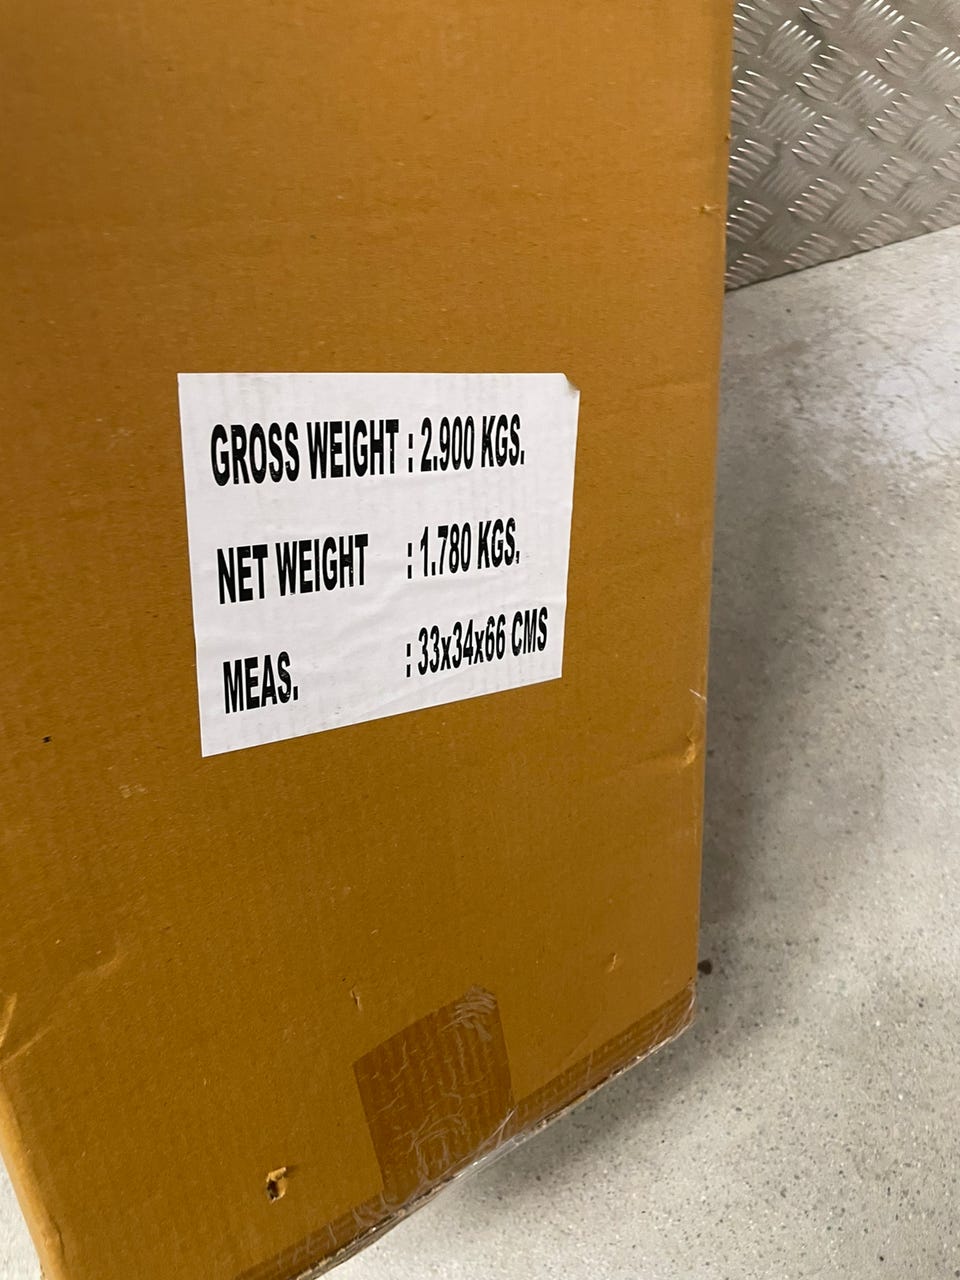 GROSS WEIGHT : 2.900 KGS.
NET WEIGHT : 1.780 KGS.
MEAS. : 33x34x66 CMS